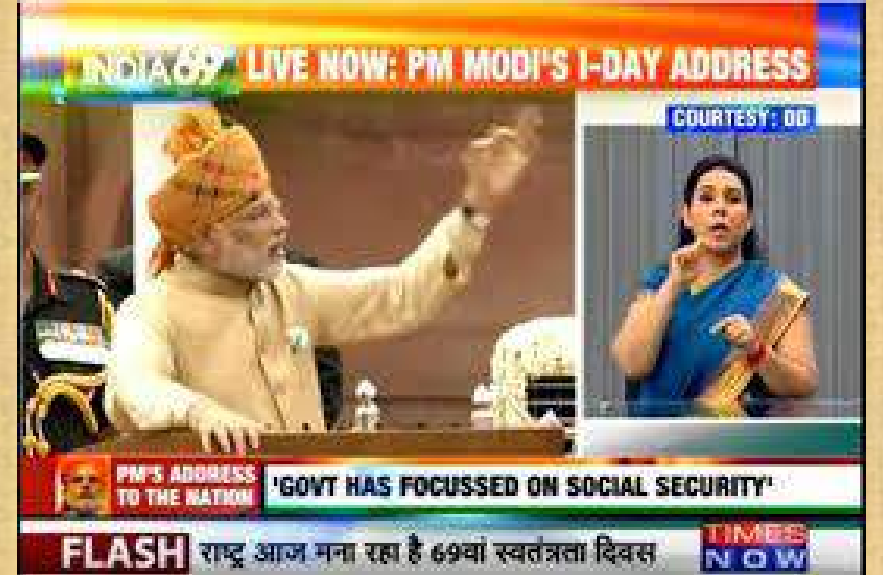 INDIA69 LIVE NOW: PM MODI'S I-DAY ADDRESS
COURTESY: DD
PM'S ADDRESS
TO THE NATION
'GOVT HAS FOCUSSED ON SOCIAL SECURITY'
FLASH राष्ट्र आज मना रहा है 69वां स्वतंत्रता दिवस
TIMES
NOW